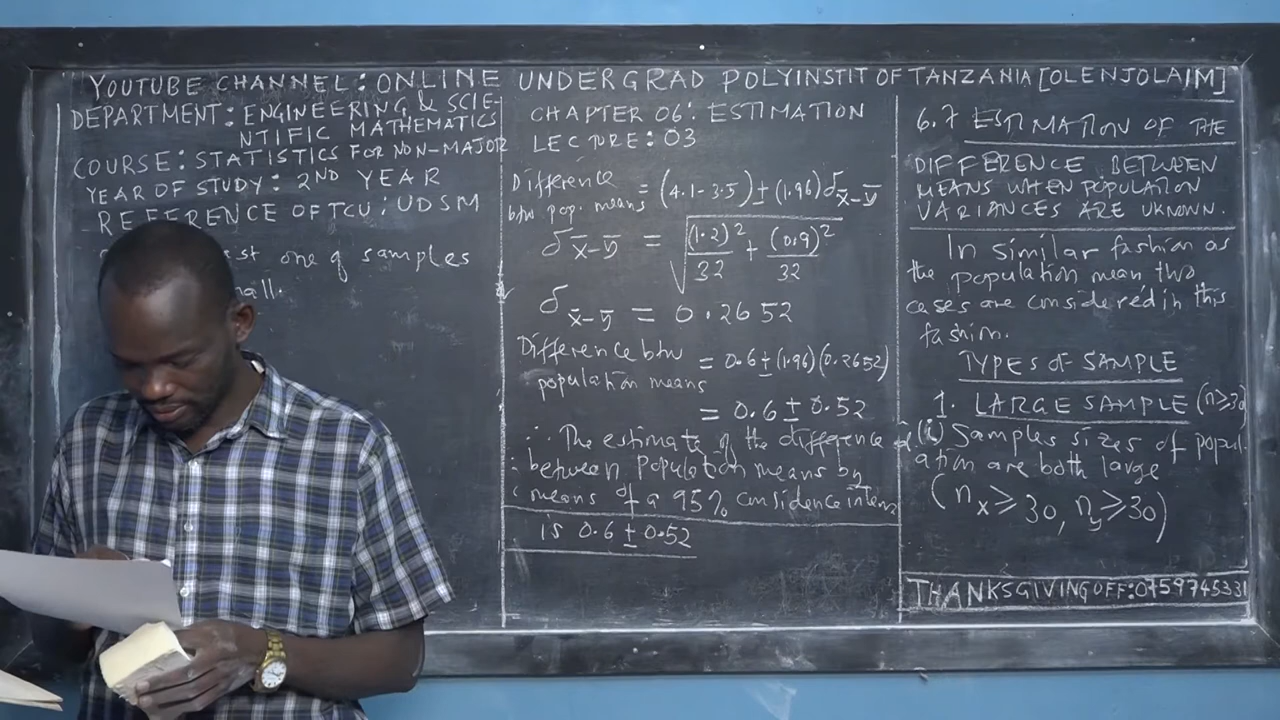 YOUTUBE CHANNEL: ONLINE UNDERGRAD POLYINSTIT OF TANZANIA [OLENJOLAIM]
DEPARTMENT: ENGINEERING & SCIE-
NTIFIC MATHEMATICS
COURSE: STATISTICS FOR NON-MAJOR
YEAR OF STUDY: 2ND YEAR
REFERENCE OF TCU: UDSM
one of samples
CHAPTER 06: ESTIMATION
LECTURE: 03
Difference
btw pop. means = (4.1-3.5) ± (1.96) σ x̄-ȳ
σ x̄-ȳ = √((1.2)²/32 + (0.9)²/32)
σ x̄-ȳ = 0.2652
Difference btw
population means = 0.6 ± (1.96)(0.2652)
= 0.6 ± 0.52
∴ The estimate of the difference
between population means by
means of a 95% considence interv
is 0.6 ± 0.52
6.7 ESTIMATION OF THE
DIFFERENCE BETWEEN
MEANS WHEN POPULATION
VARIANCES ARE UKNOWN.
In similar fashion as
the population mean two
cases are considered in this
fashion.
TYPES OF SAMPLE
1. LARGE SAMPLE (n≥30)
(i) Samples sizes of popul-
ation are both large
(nx ≥ 30, ny ≥ 30)
THANKSGIVING OFF: 0759745331